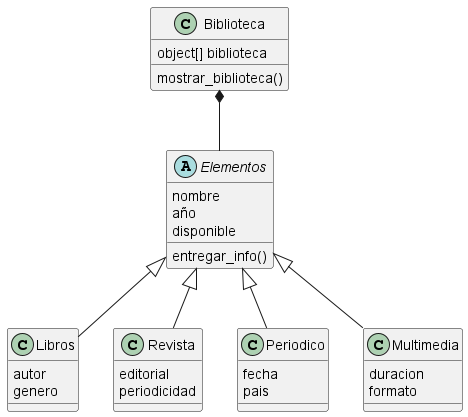 C Biblioteca
object[] biblioteca
mostrar_biblioteca()
A Elementos
nombre
año
disponible
entregar_info()
C Libros
autor
genero
C Revista
editorial
periodicidad
C Periodico
fecha
pais
C Multimedia
duracion
formato